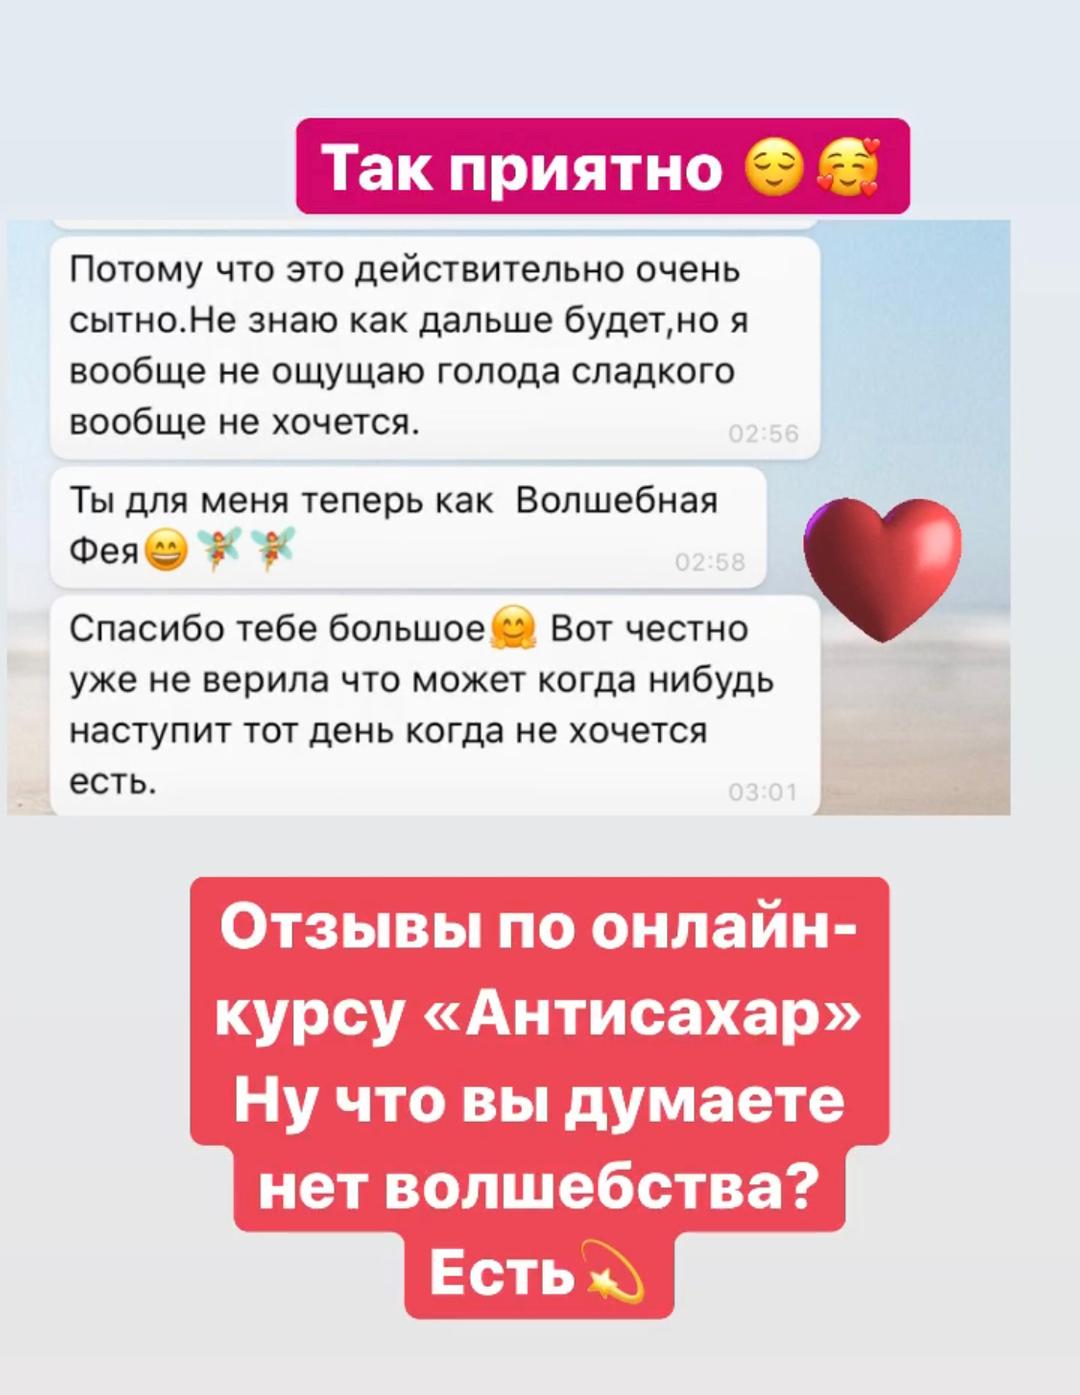 Так приятно 😌🥰
Потому что это действительно очень
сытно.Не знаю как дальше будет,но я
вообще не ощущаю голода сладкого
вообще не хочется.
02:56
Ты для меня теперь как  Волшебная
Фея😄🧚‍♀️🧚‍♀️
02:58
Спасибо тебе большое🤗 Вот честно
уже не верила что может когда нибудь
наступит тот день когда не хочется
есть.
03:01
Отзывы по онлайн-
курсу «Антисахар»
Ну что вы думаете
нет волшебства?
Есть💫